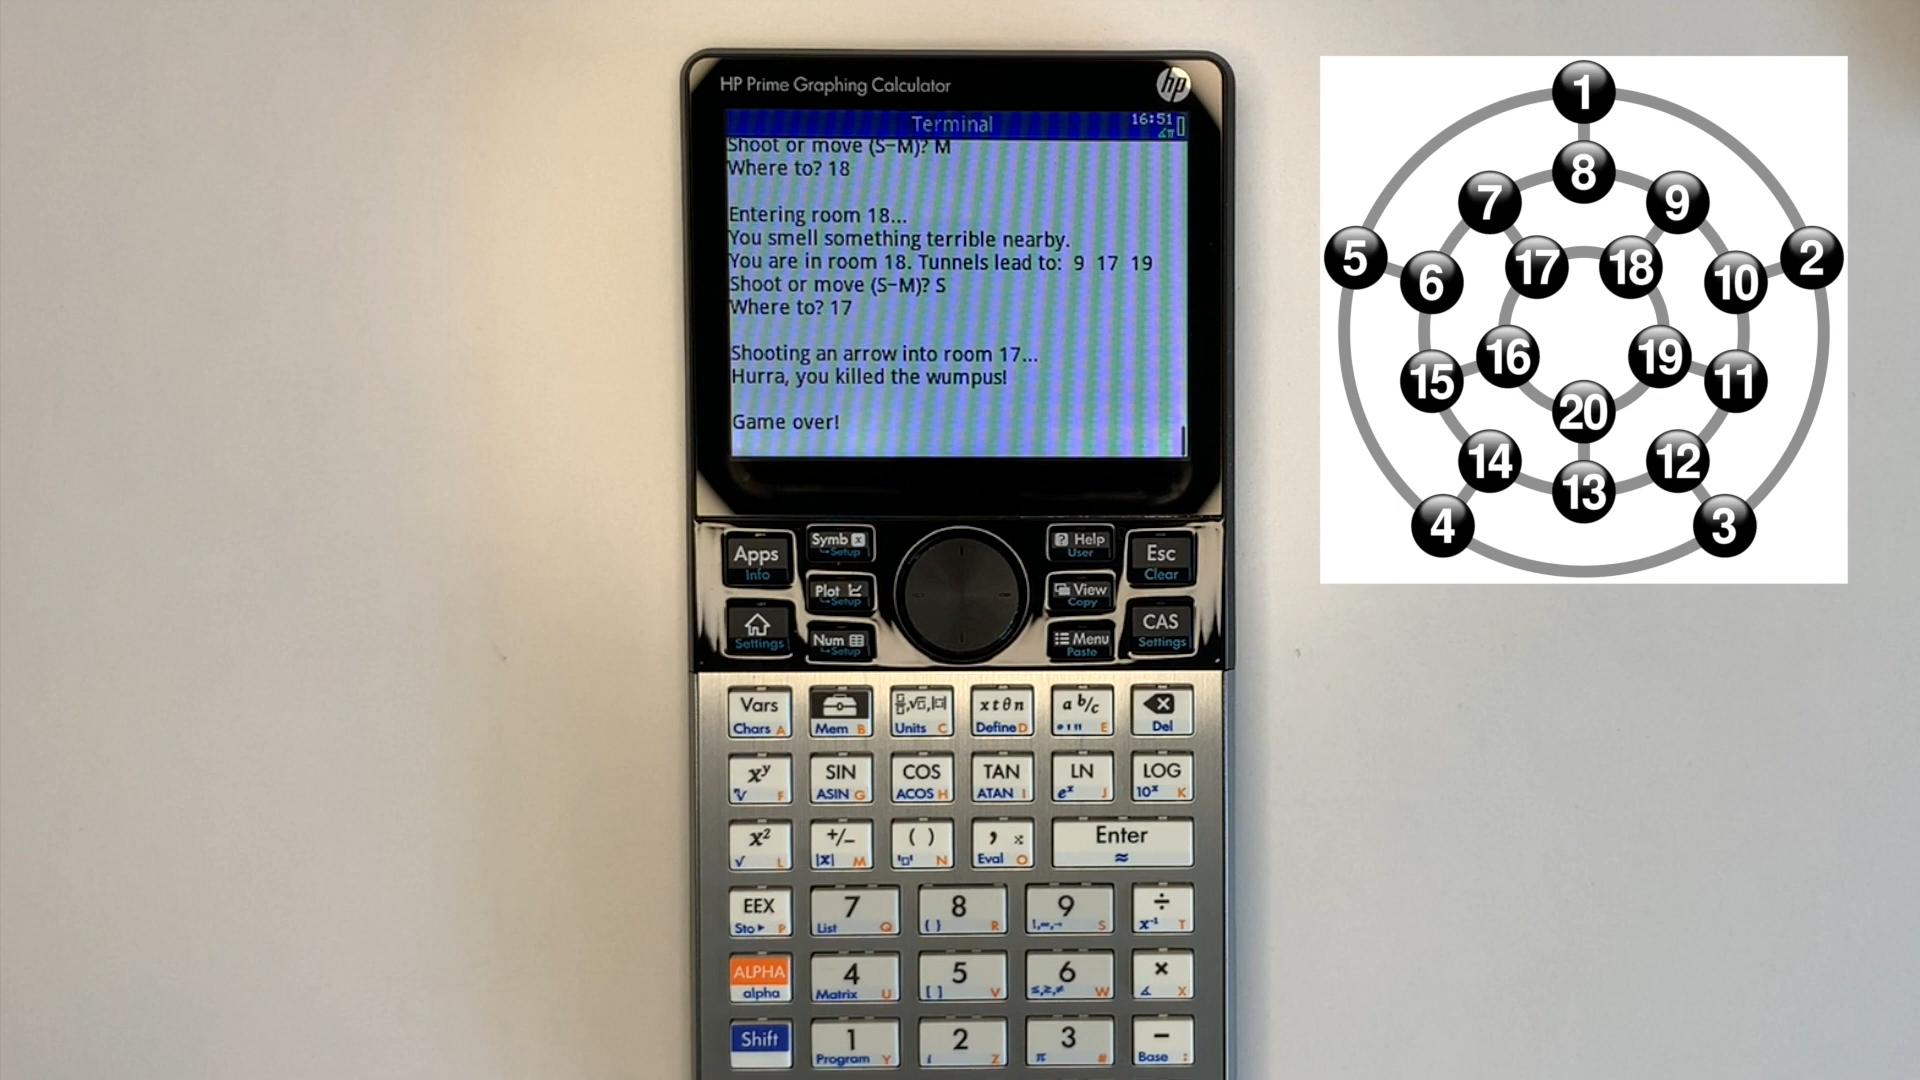 HP Prime Graphing Calculator
hp
Terminal
16:51
∡π
Shoot or move (S-M)? M
Where to? 18
Entering room 18...
You smell something terrible nearby.
You are in room 18. Tunnels lead to: 9 17 19
Shoot or move (S-M)? S
Where to? 17
Shooting an arrow into room 17...
Hurra, you killed the wumpus!
Game over!
Apps
Info
Symb
Setup
Help
User
Esc
Clear
Plot
Setup
View
Copy
Settings
Num
Setup
Menu
Paste
CAS
Settings
Vars
Chars A
Mem B
Units C
x t θ n
Define D
a b/c
E
Del
xʸ
F
SIN
ASIN G
COS
ACOS H
TAN
ATAN I
LN
eˣ J
LOG
10ˣ K
x²
√ L
+/−
|x| M
( )
N
,
Eval O
Enter
≈
EEX
Sto ▸ P
7
List Q
8
{ } R
9
S
÷
x⁻¹ T
ALPHA
alpha
4
Matrix U
5
[ ] V
6
≤,≥,≠ W
×
∡ X
Shift
1
Program Y
2
i Z
3
π #
−
Base :
1
8
7
9
5
2
6
17
18
10
16
19
15
11
20
14
12
13
4
3